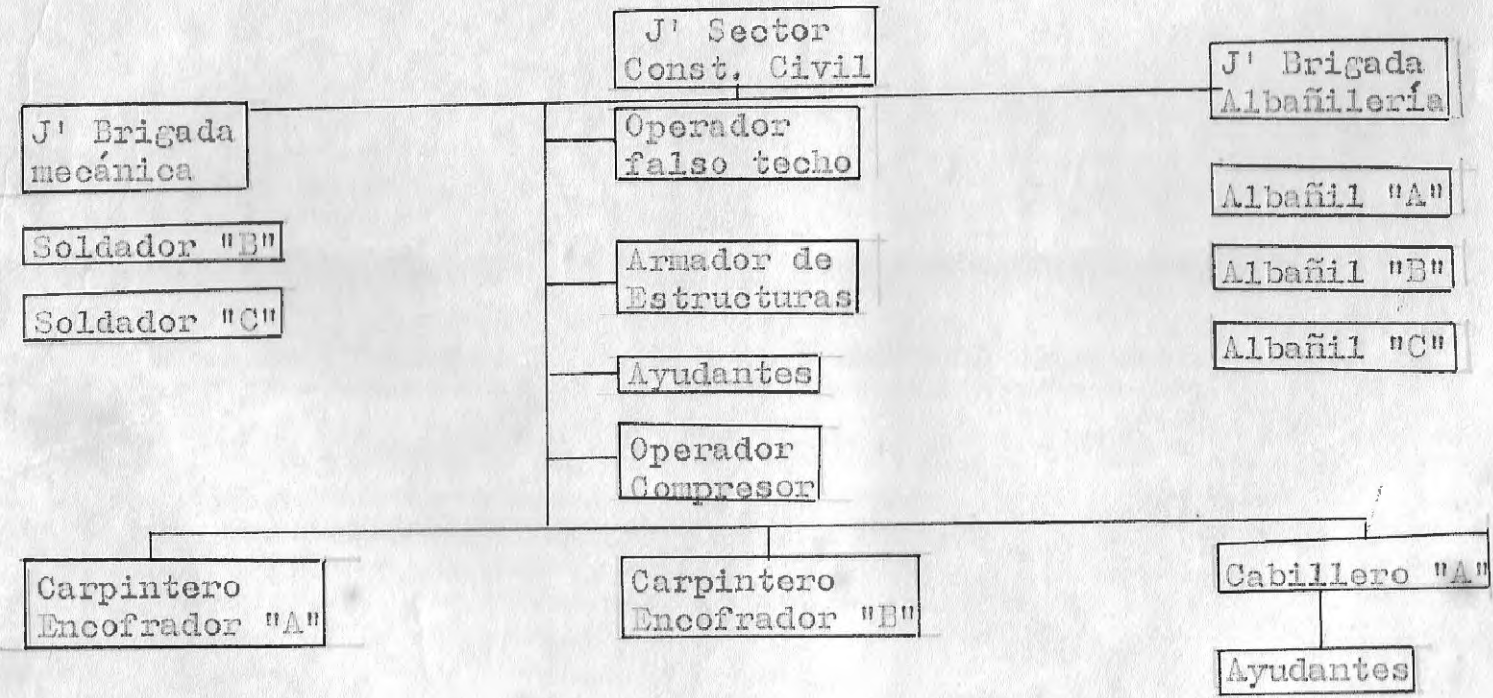 J' Sector
Const. Civil
J' Brigada
mecánica
Soldador "B"
Soldador "C"
Operador
falso techo
Armador de
Estructuras
Ayudantes
Operador
Compresor
J' Brigada
Albañilería
Albañil "A"
Albañil "B"
Albañil "C"
Carpintero
Encofrador "A"
Carpintero
Encofrador "B"
Cabillero "A"
Ayudantes